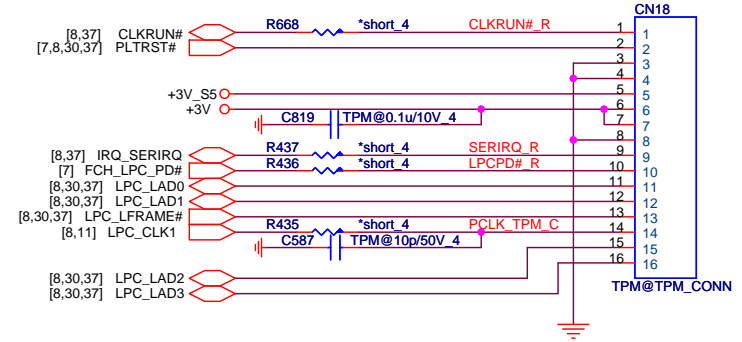 CN18
[8,37] CLKRUN# R668 *short_4 CLKRUN#_R 1 1
[7,8,30,37] PLTRST# 2 2
3 3
4 4
+3V_S5 5 5
+3V 6 6
C819 TPM@0.1u/10V_4 7 7
8 8
[8,37] IRQ_SERIRQ R437 *short_4 SERIRQ_R 9 9
[7] FCH_LPC_PD# R436 *short_4 LPCPD#_R 10 10
[8,30,37] LPC_LAD0 11 11
[8,30,37] LPC_LAD1 12 12
[8,30,37] LPC_LFRAME# 13 13
[8,11] LPC_CLK1 R435 *short_4 PCLK_TPM_C 14 14
C587 TPM@10p/50V_4 15 15
16 16
[8,30,37] LPC_LAD2
[8,30,37] LPC_LAD3
TPM@TPM_CONN